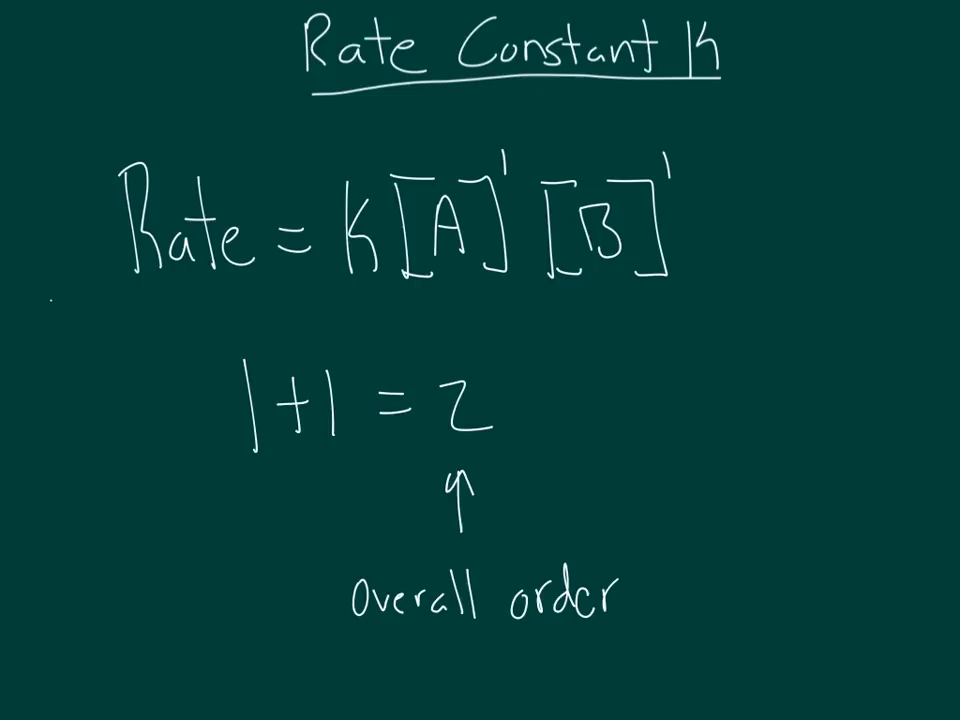 Rate Constant K
Rate = K[A]¹ [B]¹
1+1 = 2
↑
Overall order